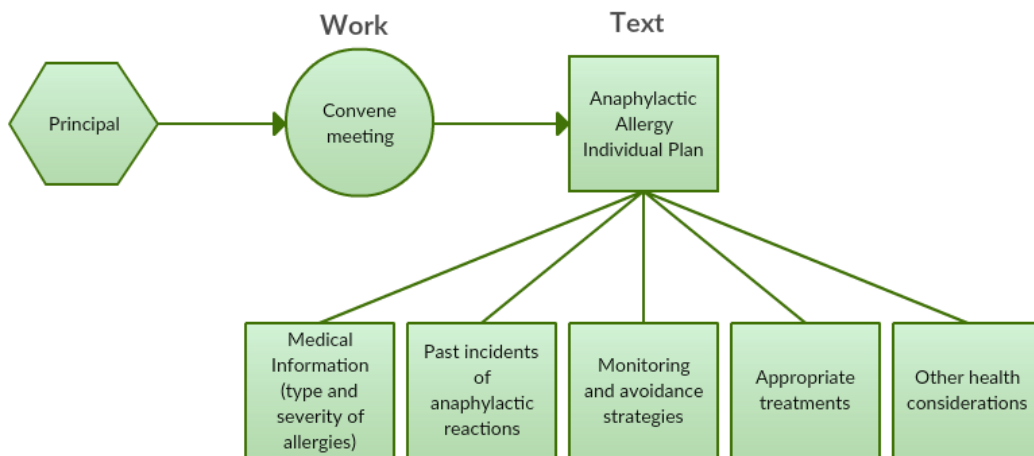 Work
Text
Principal
Convene
meeting
Anaphylactic
Allergy
Individual Plan
Medical
Information
(type and
severity of
allergies)
Past incidents
of
anaphylactic
reactions
Monitoring
and avoidance
strategies
Appropriate
treatments
Other health
considerations